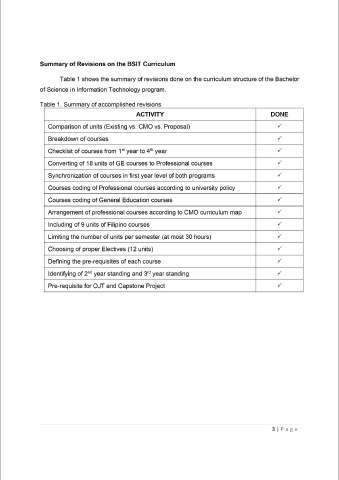 Summary of Revisions on the BSIT Curriculum
Table 1 shows the summary of revisions done on the curriculum structure of the Bachelor
of Science in Information Technology program.
Table 1. Summary of accomplished revisions
ACTIVITY DONE
Comparison of units (Existing vs. CMO vs. Proposal) ✓
Breakdown of courses ✓
Checklist of courses from 1st year to 4th year ✓
Converting of 18 units of GE courses to Professional courses ✓
Synchronization of courses in first year level of both programs ✓
Courses coding of Professional courses according to university policy ✓
Courses coding of General Education courses ✓
Arrangement of professional courses according to CMO curriculum map ✓
Including of 9 units of Filipino courses ✓
Limiting the number of units per semester (at most 30 hours) ✓
Choosing of proper Electives (12 units) ✓
Defining the pre-requisites of each course ✓
Identifying of 2nd year standing and 3rd year standing ✓
Pre-requisite for OJT and Capstone Project ✓
3 | Page